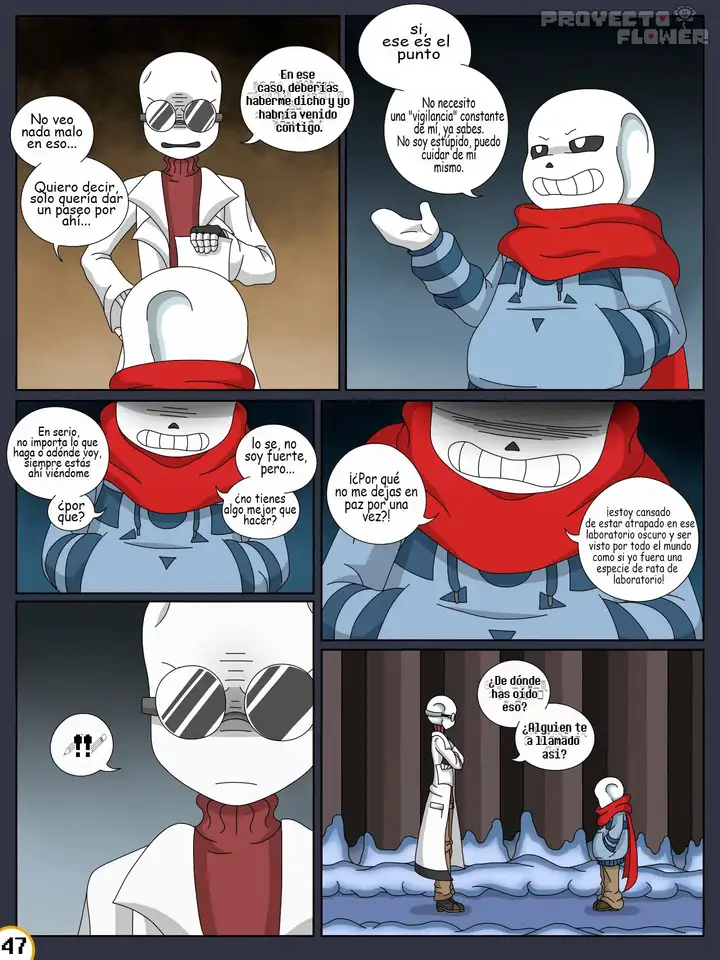 PROYECTO
FLOWER
No veo
nada malo
en eso...
Quiero decir,
solo quería dar
un paseo por
ahí...
En ese
caso, deberías
haberme dicho y yo
habría venido
contigo.
si,
ese es el
punto
No necesito
una "vigilancia" constante
de mí, ya sabes.
No soy estúpido, puedo
cuidar de mí
mismo.
En serio,
no importa lo que
haga o adónde voy,
siempre estás
ahí viéndome
¿por
que?
lo se, no
soy fuerte,
pero...
¿no tienes
algo mejor que
hacer?
¡¿Por qué
no me dejas en
paz por una
vez?!
¡estoy cansado
de estar atrapado en ese
laboratorio oscuro y ser
visto por todo el mundo
como si yo fuera una
especie de rata de
laboratorio!
!!
¿De dónde
has oído
eso?
¿Alguien te
a llamado
asi?
47